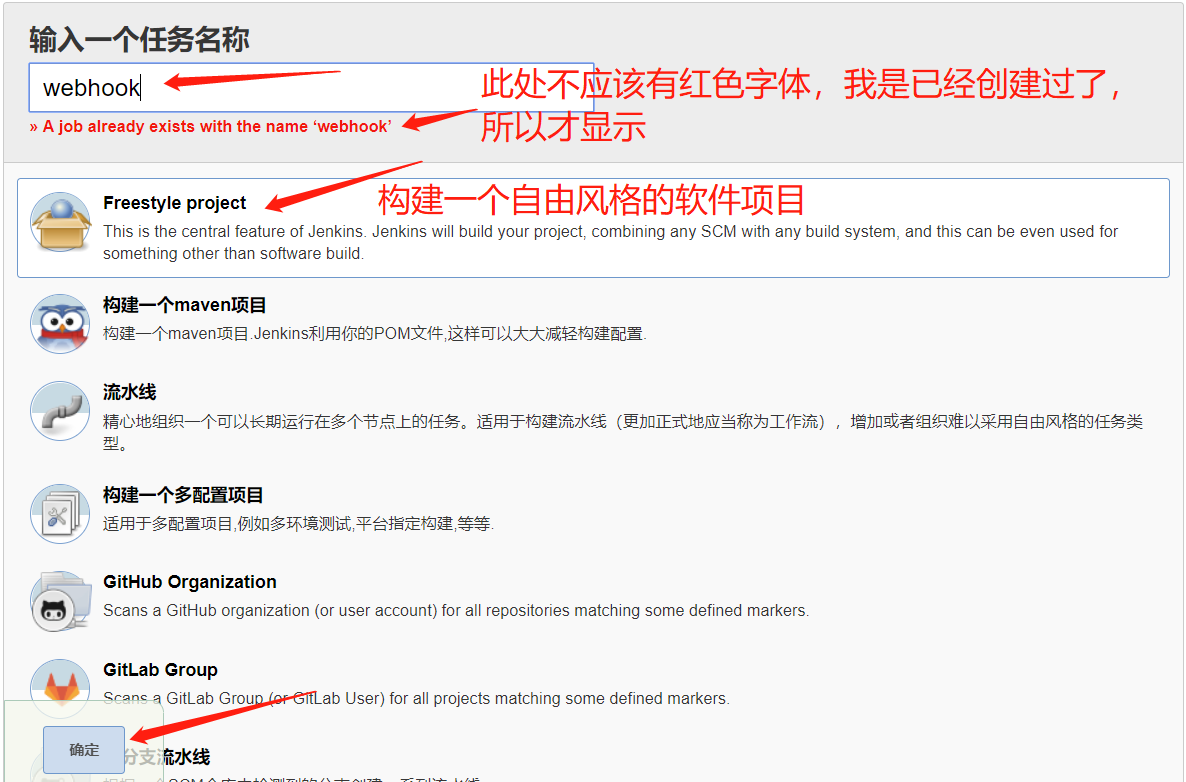 输入一个任务名称
webhook
» A job already exists with the name ‘webhook’
此处不应该有红色字体，我是已经创建过了，
所以才显示
Freestyle project
构建一个自由风格的软件项目
This is the central feature of Jenkins. Jenkins will build your project, combining any SCM with any build system, and this can be even used for
something other than software build.
构建一个maven项目
构建一个maven项目.Jenkins利用你的POM文件,这样可以大大减轻构建配置.
流水线
精心地组织一个可以长期运行在多个节点上的任务。适用于构建流水线（更加正式地应当称为工作流），增加或者组织难以采用自由风格的任务类
型。
构建一个多配置项目
适用于多配置项目,例如多环境测试,平台指定构建,等等.
GitHub Organization
Scans a GitHub organization (or user account) for all repositories matching some defined markers.
GitLab Group
Scans a GitLab Group (or GitLab User) for all projects matching some defined markers.
确定
分支流水线